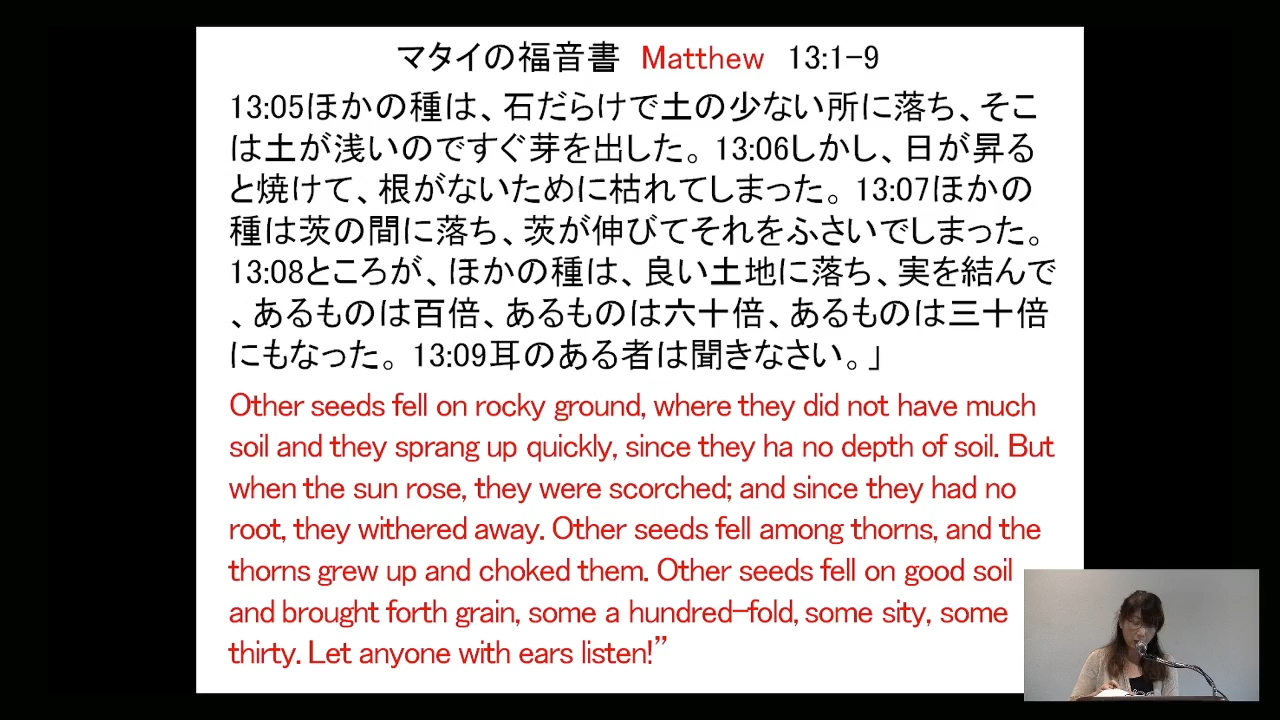 マタイの福音書 Matthew 13:1-9
13:05ほかの種は、石だらけで土の少ない所に落ち、そこ
は土が浅いのですぐ芽を出した。13:06しかし、日が昇る
と焼けて、根がないために枯れてしまった。13:07ほかの
種は茨の間に落ち、茨が伸びてそれをふさいでしまった。
13:08ところが、ほかの種は、良い土地に落ち、実を結んで
、あるものは百倍、あるものは六十倍、あるものは三十倍
にもなった。13:09耳のある者は聞きなさい。」
Other seeds fell on rocky ground, where they did not have much
soil and they sprang up quickly, since they ha no depth of soil. But
when the sun rose, they were scorched; and since they had no
root, they withered away. Other seeds fell among thorns, and the
thorns grew up and choked them. Other seeds fell on good soil
and brought forth grain, some a hundred-fold, some sity, some
thirty. Let anyone with ears listen!”